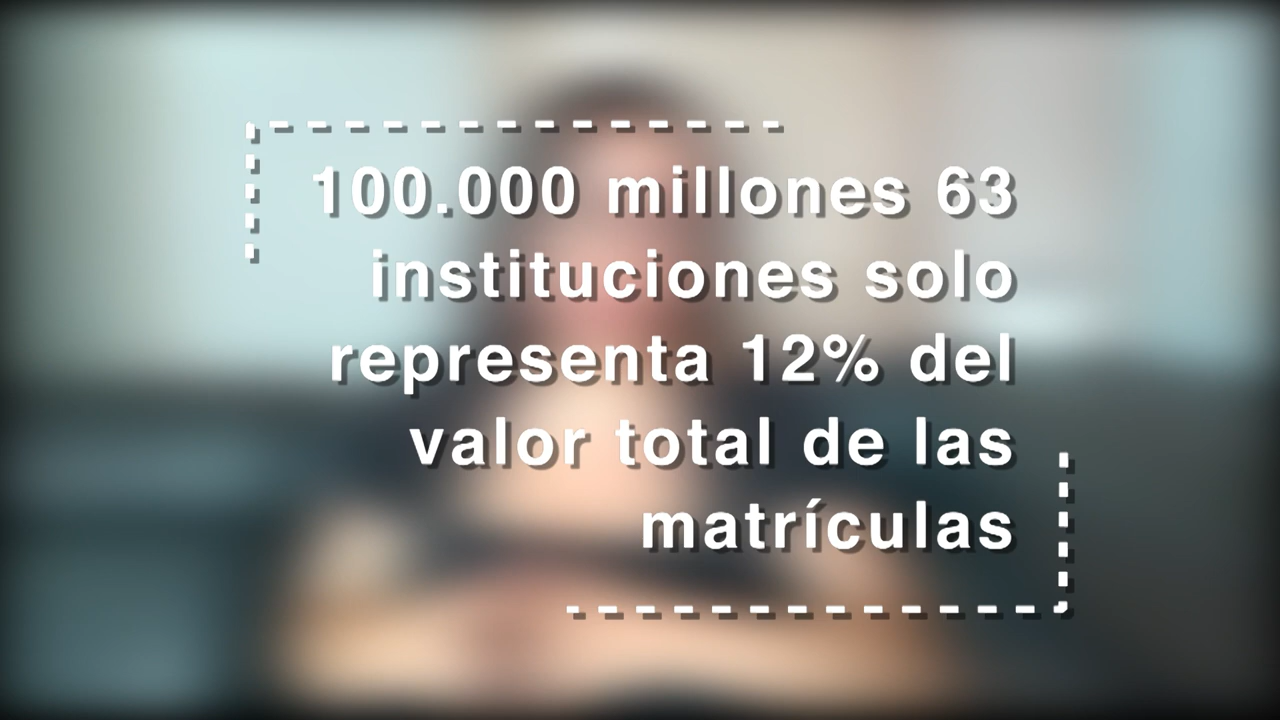 100.000 millones 63
instituciones solo
representa 12% del
valor total de las
matrículas